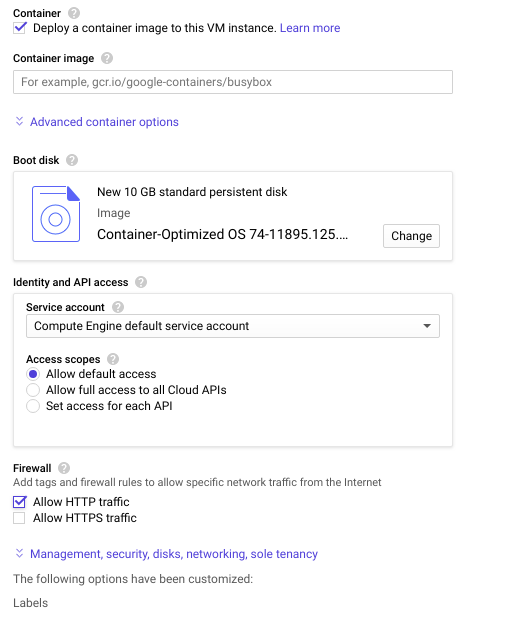 Container ?
Deploy a container image to this VM instance. Learn more
Container image ?
For example, gcr.io/google-containers/busybox
Advanced container options
Boot disk ?
New 10 GB standard persistent disk
Image
Container-Optimized OS 74-11895.125....
Change
Identity and API access ?
Service account ?
Compute Engine default service account
Access scopes ?
Allow default access
Allow full access to all Cloud APIs
Set access for each API
Firewall ?
Add tags and firewall rules to allow specific network traffic from the Internet
Allow HTTP traffic
Allow HTTPS traffic
Management, security, disks, networking, sole tenancy
The following options have been customized:
Labels